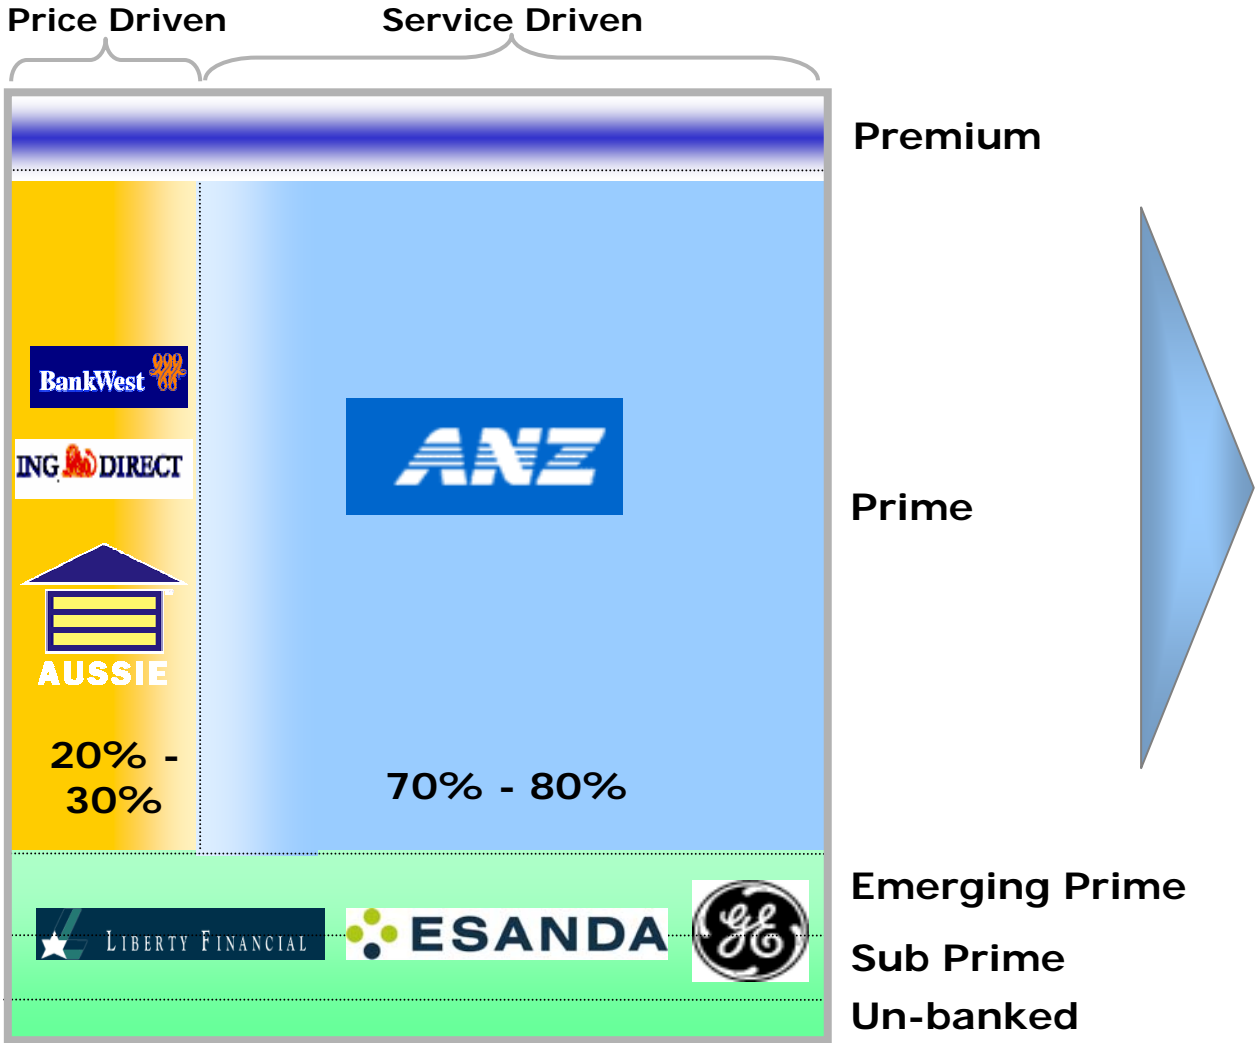 Price Driven
Service Driven
Premium
BankWest
ING DIRECT
ANZ
Prime
AUSSIE
20% -
30%
70% - 80%
Emerging Prime
LIBERTY FINANCIAL
ESANDA
GE
Sub Prime
Un-banked